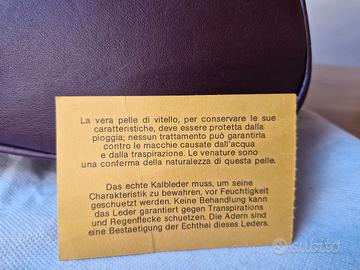 La vera pelle di vitello, per conservare le sue
caratteristiche, deve essere protetta dalla
pioggia; nessun trattamento può garantirla
contro le macchie causate dall'acqua
e dalla traspirazione. Le venature sono
una conferma della naturalezza di questa pelle.
Das echte Kalbleder muss, um seine
Charakteristik zu bewahren, vor Feuchtigkeit
geschuetzt werden. Keine Behandlung kann
das Leder garantiert gegen Transpirations
und Regenflecke schuetzen. Die Adern sind
eine Bestaetigung der Echthei dieses Leders.
subito